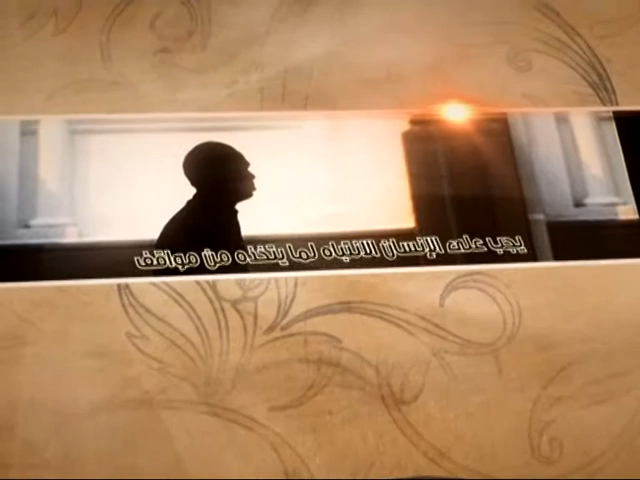 يجب على الإنسان الانتباه لما يتخذه من مواقف